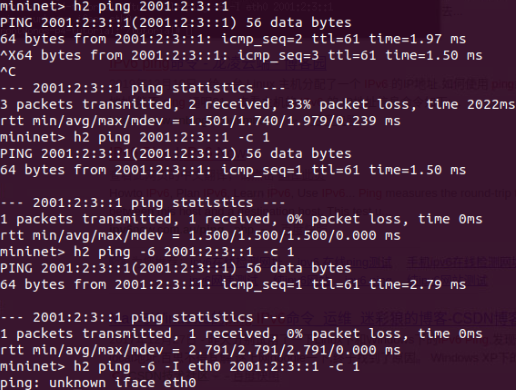 mininet> h2 ping 2001:2:3::1
PING 2001:2:3::1(2001:2:3::1) 56 data bytes
64 bytes from 2001:2:3::1: icmp_seq=2 ttl=61 time=1.97 ms
^X64 bytes from 2001:2:3::1: icmp_seq=3 ttl=61 time=1.50 ms
^C
--- 2001:2:3::1 ping statistics ---
3 packets transmitted, 2 received, 33% packet loss, time 2022ms
rtt min/avg/max/mdev = 1.501/1.740/1.979/0.239 ms
mininet> h2 ping 2001:2:3::1 -c 1
PING 2001:2:3::1(2001:2:3::1) 56 data bytes
64 bytes from 2001:2:3::1: icmp_seq=1 ttl=61 time=1.50 ms

--- 2001:2:3::1 ping statistics ---
1 packets transmitted, 1 received, 0% packet loss, time 0ms
rtt min/avg/max/mdev = 1.500/1.500/1.500/0.000 ms
mininet> h2 ping -6 2001:2:3::1 -c 1
PING 2001:2:3::1(2001:2:3::1) 56 data bytes
64 bytes from 2001:2:3::1: icmp_seq=1 ttl=61 time=2.79 ms

--- 2001:2:3::1 ping statistics ---
1 packets transmitted, 1 received, 0% packet loss, time 0ms
rtt min/avg/max/mdev = 2.791/2.791/2.791/0.000 ms
mininet> h2 ping -6 -I eth0 2001:2:3::1 -c 1
ping: unknown iface eth0